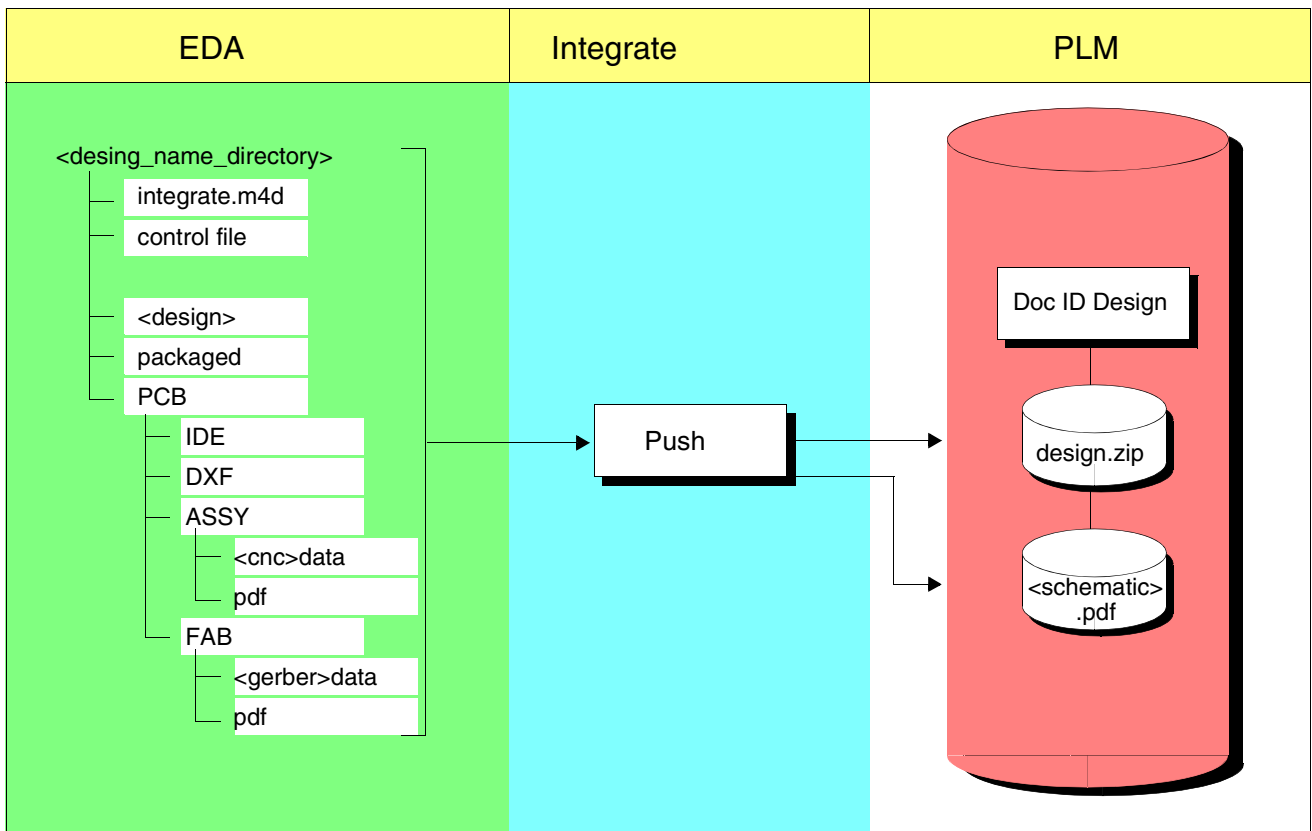 EDA
Integrate
PLM
<desing_name_directory>
integrate.m4d
control file
<design>
packaged
PCB
IDE
DXF
ASSY
<cnc>data
pdf
FAB
<gerber>data
pdf
Push
Doc ID Design
design.zip
<schematic>
.pdf